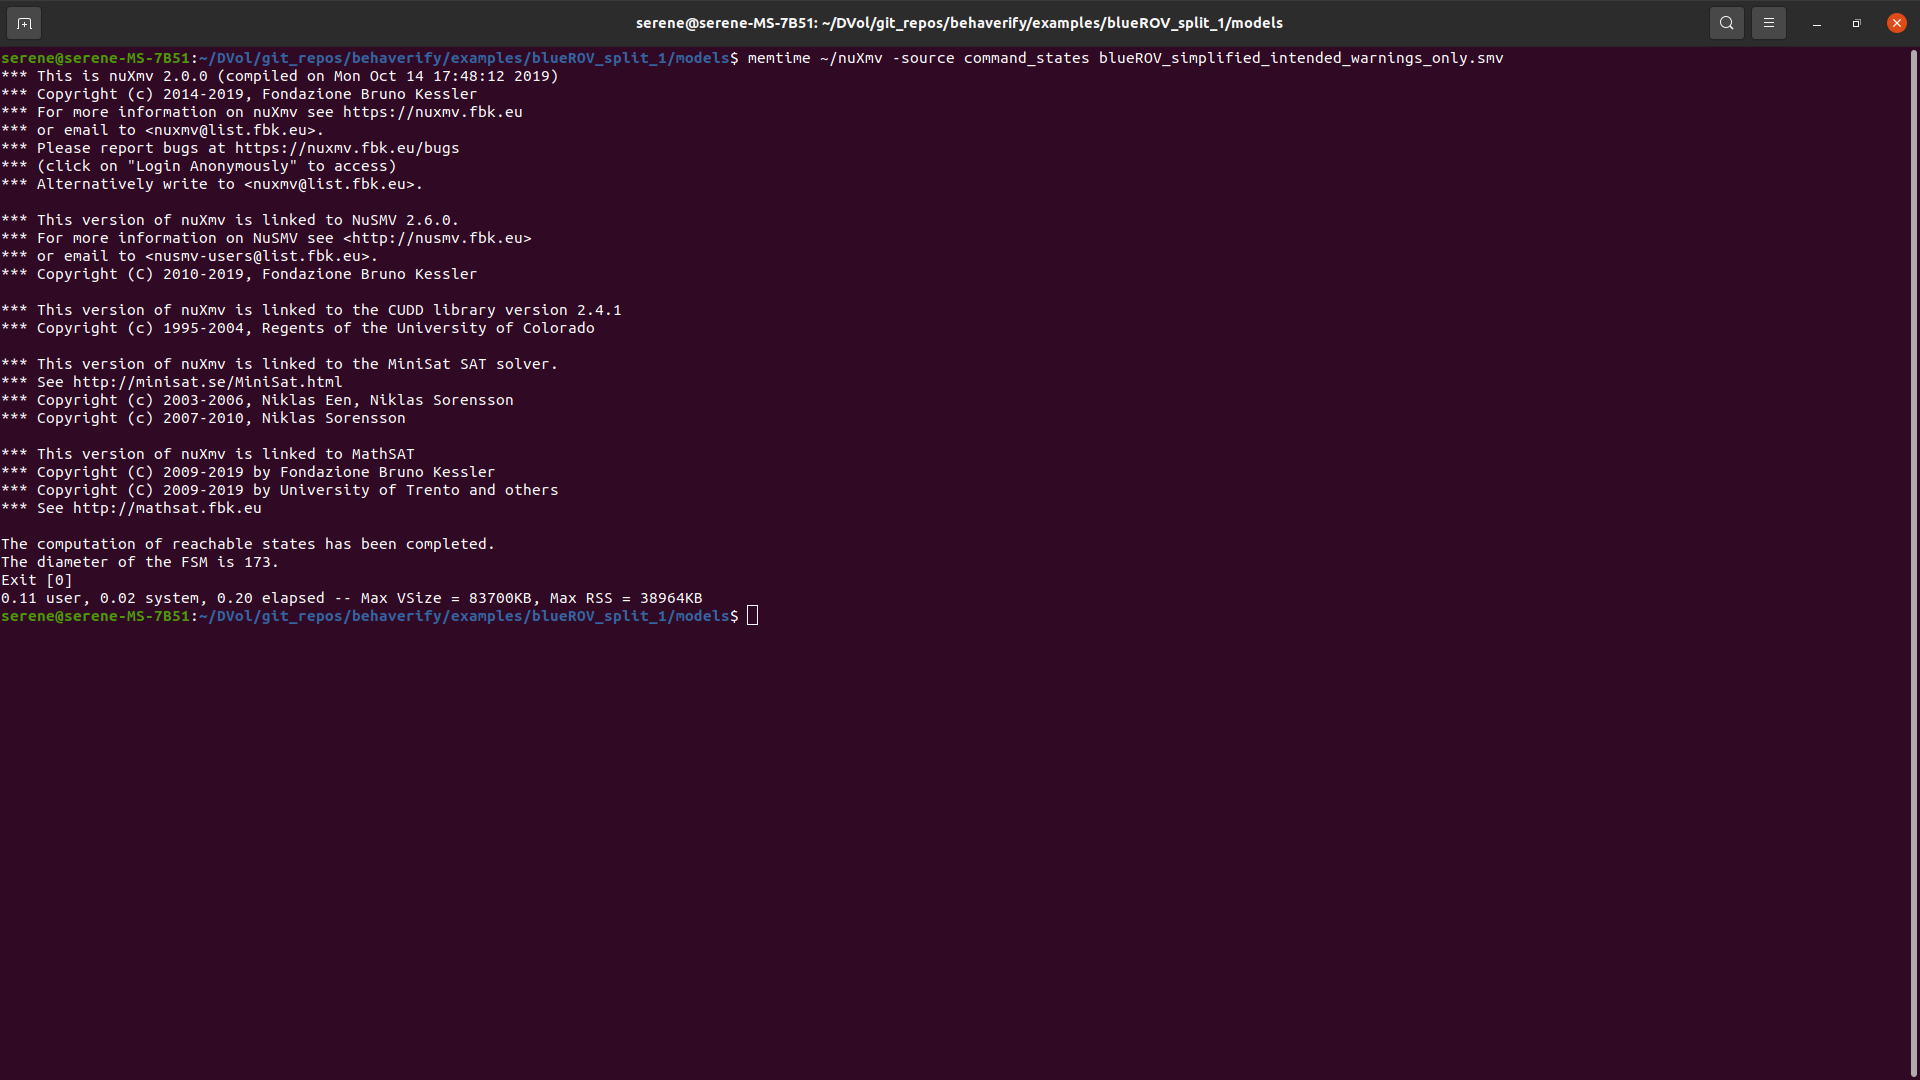 serene@serene-MS-7B51: ~/DVol/git_repos/behaverify/examples/blueROV_split_1/models
serene@serene-MS-7B51:~/DVol/git_repos/behaverify/examples/blueROV_split_1/models$ memtime ~/nuXmv -source command_states blueROV_simplified_intended_warnings_only.smv
*** This is nuXmv 2.0.0 (compiled on Mon Oct 14 17:48:12 2019)
*** Copyright (c) 2014-2019, Fondazione Bruno Kessler
*** For more information on nuXmv see https://nuxmv.fbk.eu
*** or email to <nuxmv@list.fbk.eu>.
*** Please report bugs at https://nuxmv.fbk.eu/bugs
*** (click on "Login Anonymously" to access)
*** Alternatively write to <nuxmv@list.fbk.eu>.
*** This version of nuXmv is linked to NuSMV 2.6.0.
*** For more information on NuSMV see <http://nusmv.fbk.eu>
*** or email to <nusmv-users@list.fbk.eu>.
*** Copyright (C) 2010-2019, Fondazione Bruno Kessler
*** This version of nuXmv is linked to the CUDD library version 2.4.1
*** Copyright (c) 1995-2004, Regents of the University of Colorado
*** This version of nuXmv is linked to the MiniSat SAT solver.
*** See http://minisat.se/MiniSat.html
*** Copyright (c) 2003-2006, Niklas Een, Niklas Sorensson
*** Copyright (c) 2007-2010, Niklas Sorensson
*** This version of nuXmv is linked to MathSAT
*** Copyright (C) 2009-2019 by Fondazione Bruno Kessler
*** Copyright (C) 2009-2019 by University of Trento and others
*** See http://mathsat.fbk.eu
The computation of reachable states has been completed.
The diameter of the FSM is 173.
Exit [0]
0.11 user, 0.02 system, 0.20 elapsed -- Max VSize = 83700KB, Max RSS = 38964KB
serene@serene-MS-7B51:~/DVol/git_repos/behaverify/examples/blueROV_split_1/models$